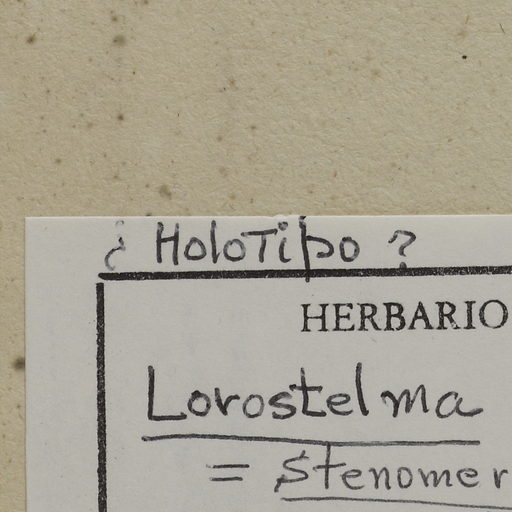 ¿ HoloTipo ?
HERBARIO
Lorostelma
= Stenomer